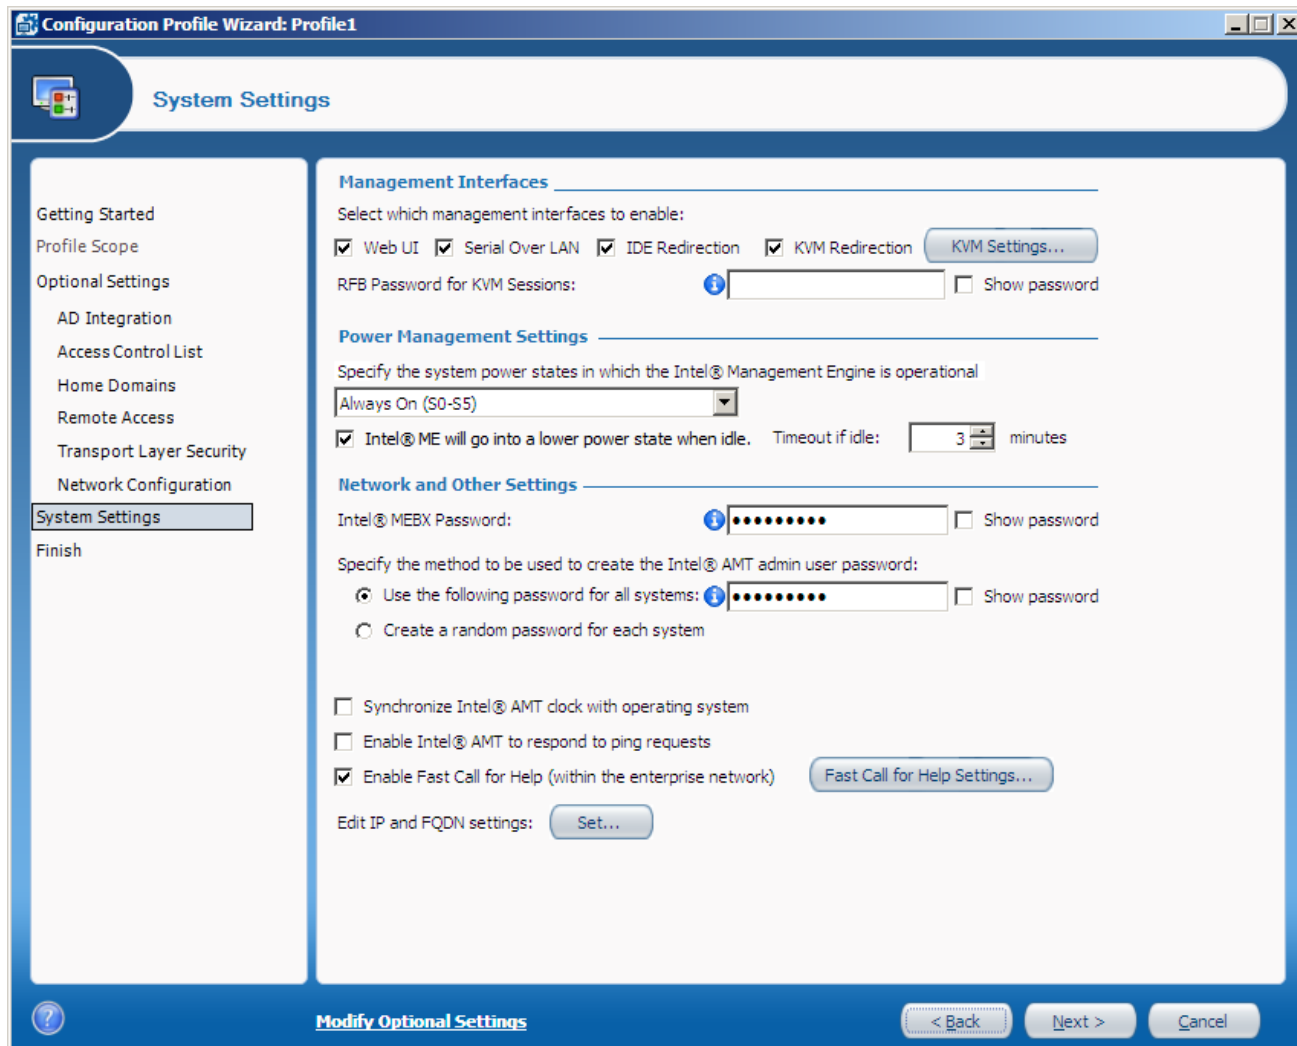 Configuration Profile Wizard: Profile1
System Settings
Getting Started
Profile Scope
Optional Settings
AD Integration
Access Control List
Home Domains
Remote Access
Transport Layer Security
Network Configuration
System Settings
Finish
Management Interfaces
Select which management interfaces to enable:
Web UI Serial Over LAN IDE Redirection KVM Redirection KVM Settings...
RFB Password for KVM Sessions: Show password
Power Management Settings
Specify the system power states in which the Intel® Management Engine is operational
Always On (S0-S5)
Intel® ME will go into a lower power state when idle. Timeout if idle: 3 minutes
Network and Other Settings
Intel® MEBX Password: ••••••••• Show password
Specify the method to be used to create the Intel® AMT admin user password:
Use the following password for all systems: ••••••••• Show password
Create a random password for each system
Synchronize Intel® AMT clock with operating system
Enable Intel® AMT to respond to ping requests
Enable Fast Call for Help (within the enterprise network) Fast Call for Help Settings...
Edit IP and FQDN settings: Set...
Modify Optional Settings < Back Next > Cancel